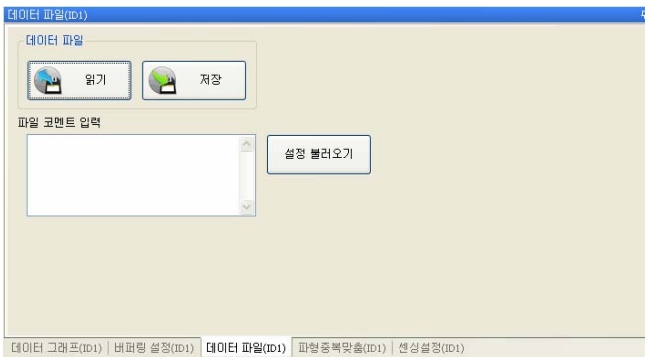 데이터 파일(ID1)
데이터 파일
읽기
저장
파일 코멘트 입력
설정 불러오기
데이터 그래프(ID1) 버퍼링 설정(ID1) 데이터 파일(ID1) 파형중복맞춤(ID1) 센싱설정(ID1)